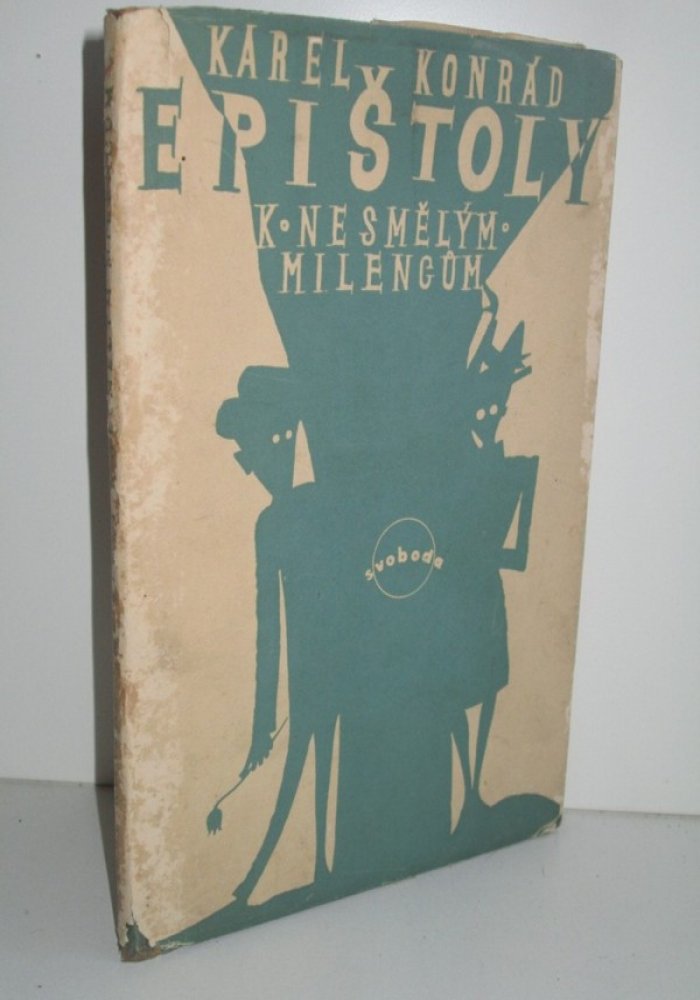 KAREL KONRÁD
EPIŠTOLY
K•NESMĚLÝM•
MILENCŮM
svoboda